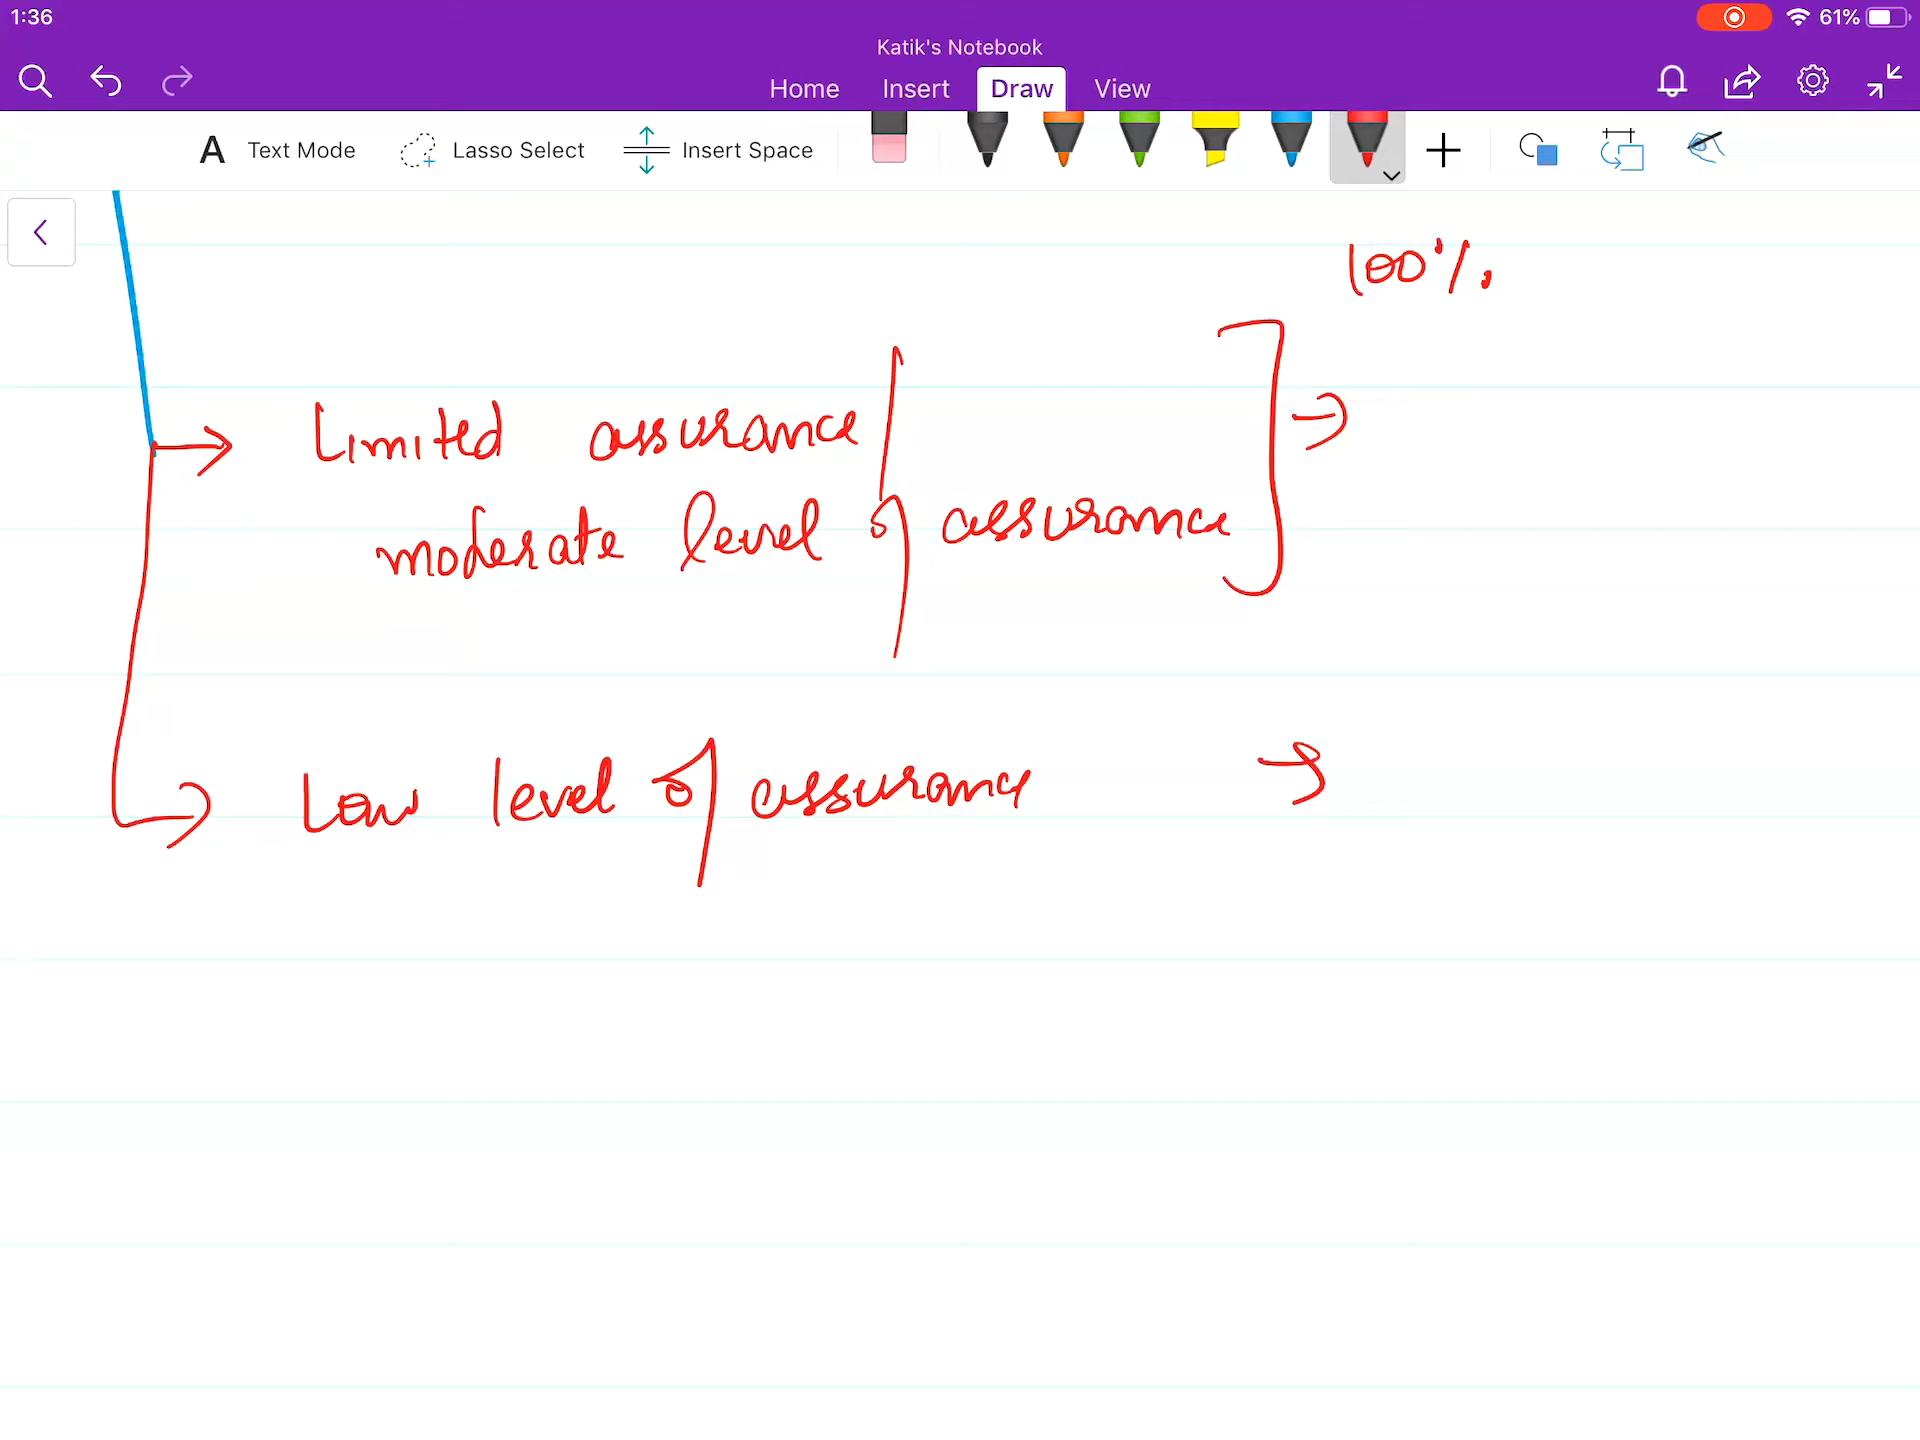 1:36
61%
Katik's Notebook
Home Insert Draw View
A Text Mode Lasso Select Insert Space
100%
Limited assurance /
moderate level of assurance
Low level of assurance